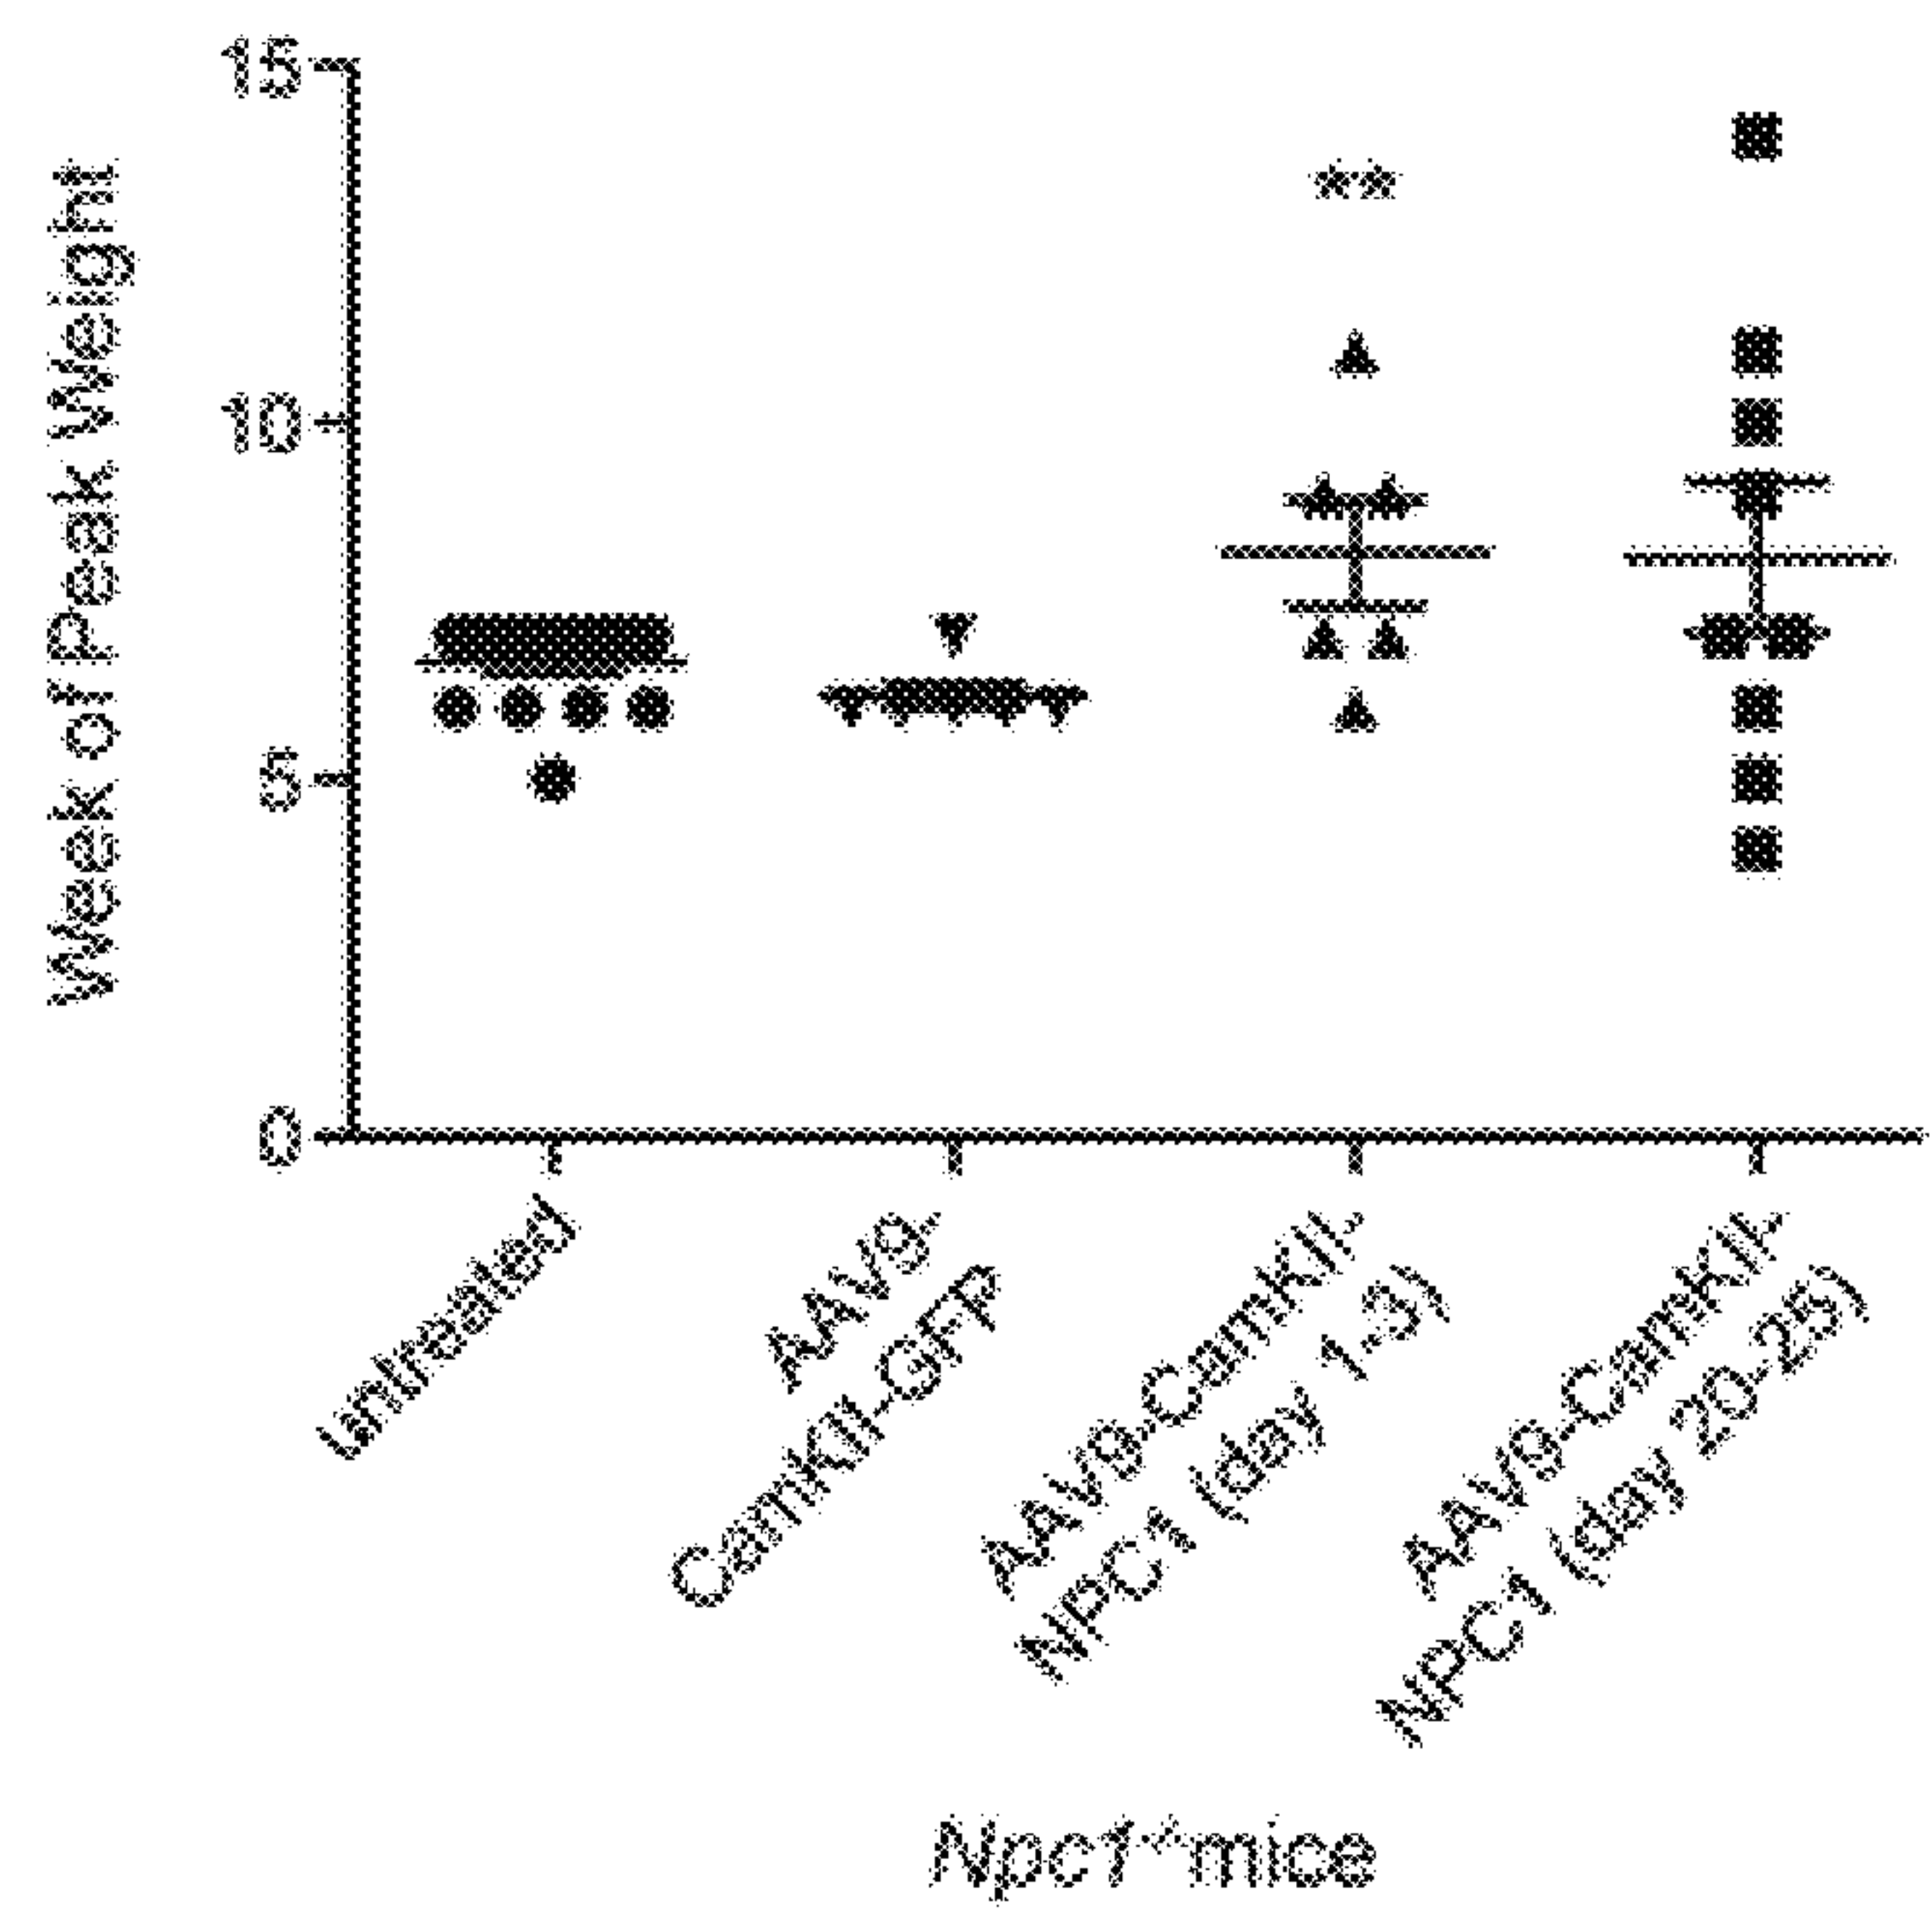 15
10
5
0
Week of Peak Weight
**
untreated
AAV9-
CamKII-GFP
AAV9-CamKII-
NPC1 (day 1-3)
AAV9-CamKII-
NPC1 (day 20-25)
Npc1-/- mice